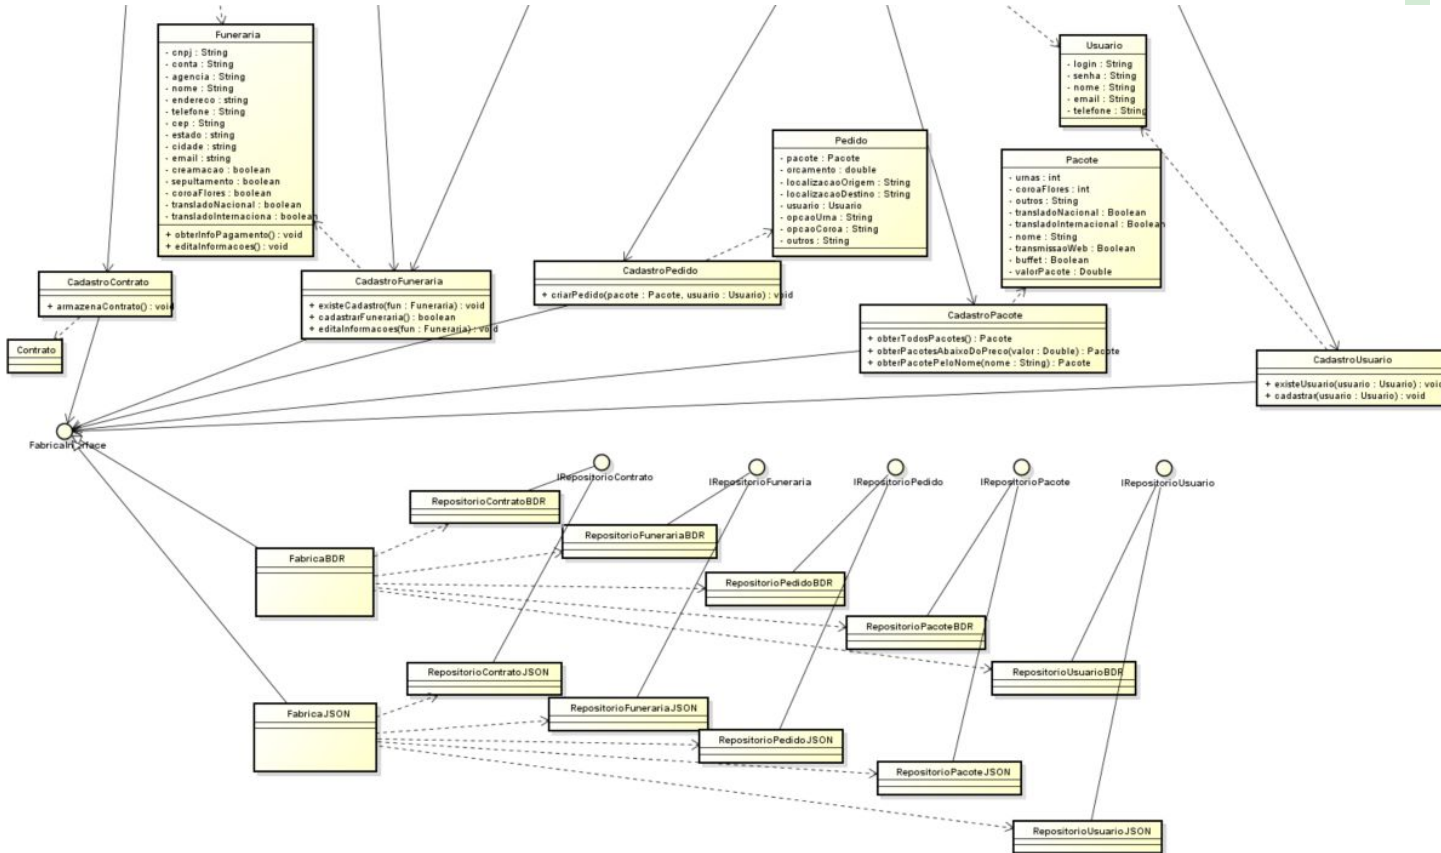 Funeraria
- cnpj : String
- conta : String
- agencia : String
- nome : String
- endereco : string
- telefone : String
- cep : String
- estado : string
- cidade : string
- email : string
- creamacao : boolean
- sepultamento : boolean
- coroaFlores : boolean
- transladoNacional : boolean
- transladoInternaciona : boolean
+ obterInfoPagamento() : void
+ editaInformacoes() : void
Usuario
- login : String
- senha : String
- nome : String
- email : String
- telefone : String
Pedido
- pacote : Pacote
- orcamento : double
- localizacaoOrigem : String
- localizacaoDestino : String
- usuario : Usuario
- opcaoUrna : String
- opcaoCoroa : String
- outros : String
Pacote
- urnas : int
- coroaFlores : int
- outros : String
- transladoNacional : Boolean
- transladoInternacional : Boolean
- nome : String
- transmissaoWeb : Boolean
- buffet : Boolean
- valorPacote : Double
CadastroContrato
+ armazenaContrato() : void
Contrato
CadastroFuneraria
+ existeCadastro(fun : Funeraria) : void
+ cadastrarFuneraria() : boolean
+ editaInformacoes(fun : Funeraria) : void
CadastroPedido
+ criarPedido(pacote : Pacote, usuario : Usuario) : void
CadastroPacote
+ obterTodosPacotes() : Pacote
+ obterPacotesAbaixoDoPreco(valor : Double) : Pacote
+ obterPacotePeloNome(nome : String) : Pacote
CadastroUsuario
+ existeUsuario(usuario : Usuario) : void
+ cadastrar(usuario : Usuario) : void
FabricaInterface
IRepositorioContrato
IRepositorioFuneraria
IRepositorioPedido
IRepositorioPacote
IRepositorioUsuario
RepositorioContratoBDR
RepositorioFunerariaBDR
FabricaBDR
RepositorioPedidoBDR
RepositorioPacoteBDR
RepositorioUsuarioBDR
RepositorioContratoJSON
RepositorioFunerariaJSON
FabricaJSON
RepositorioPedidoJSON
RepositorioPacoteJSON
RepositorioUsuarioJSON